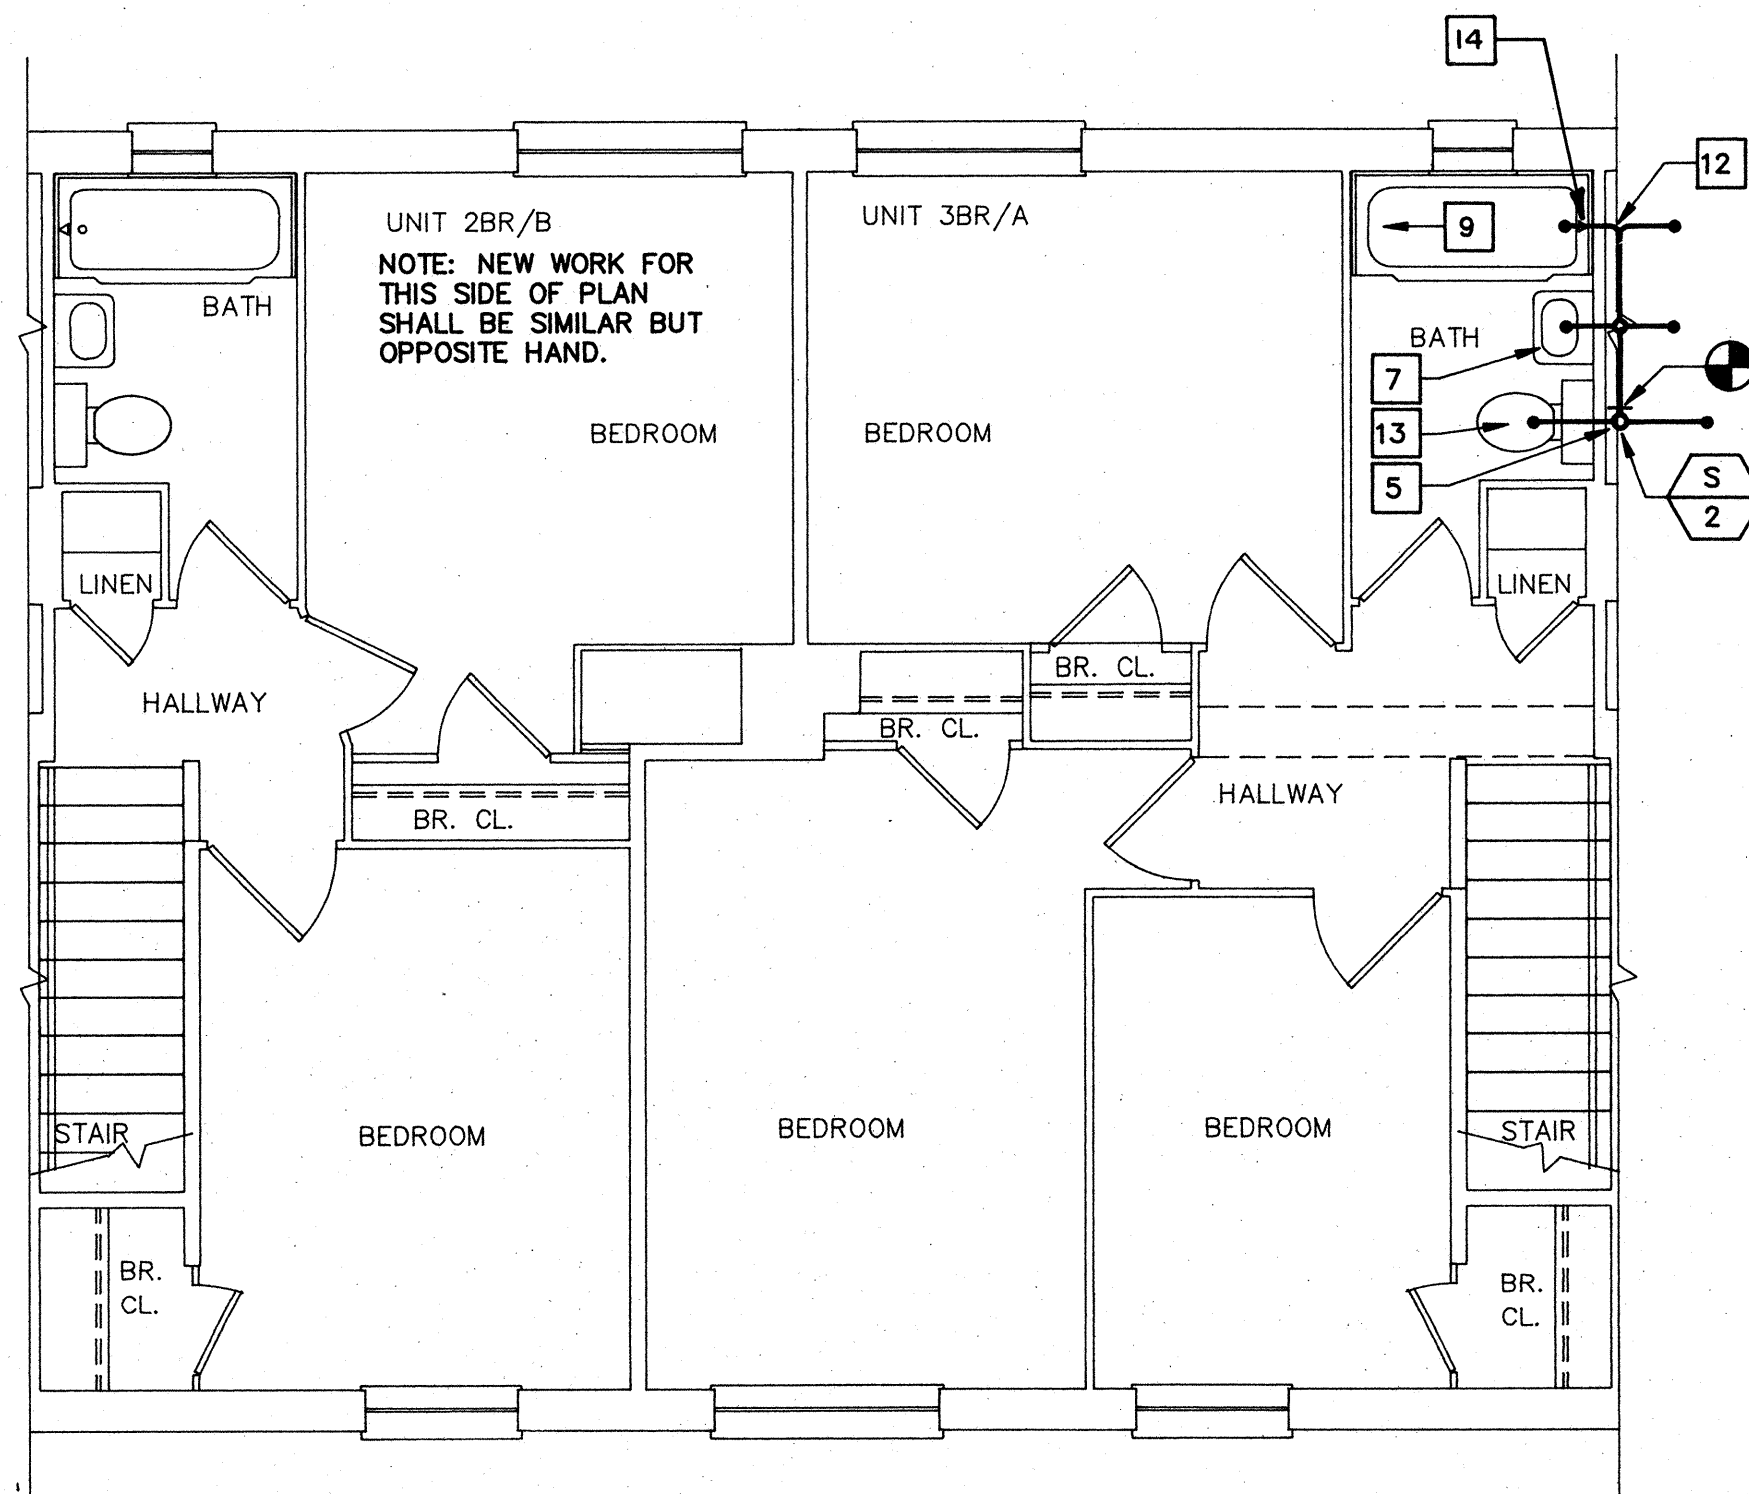 14
12
UNIT 2BR/B
UNIT 3BR/A
9
NOTE: NEW WORK FOR
THIS SIDE OF PLAN
SHALL BE SIMILAR BUT
OPPOSITE HAND.
BATH
BATH
7
BEDROOM
BEDROOM
13
5
S
2
LINEN
LINEN
BR. CL.
HALLWAY
BR. CL.
HALLWAY
BR. CL.
STAIR
BEDROOM
BEDROOM
BEDROOM
STAIR
BR.
CL.
BR.
CL.